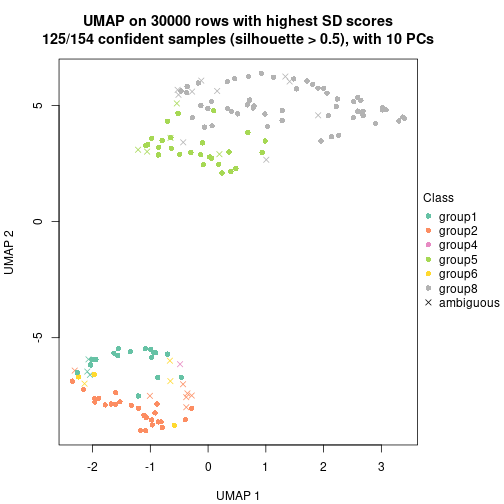 UMAP on 30000 rows with highest SD scores
125/154 confident samples (silhouette > 0.5), with 10 PCs
UMAP 2
5
0
-5
-2
-1
0
1
2
3
UMAP 1
Class
group1
group2
group4
group5
group6
group8
ambiguous